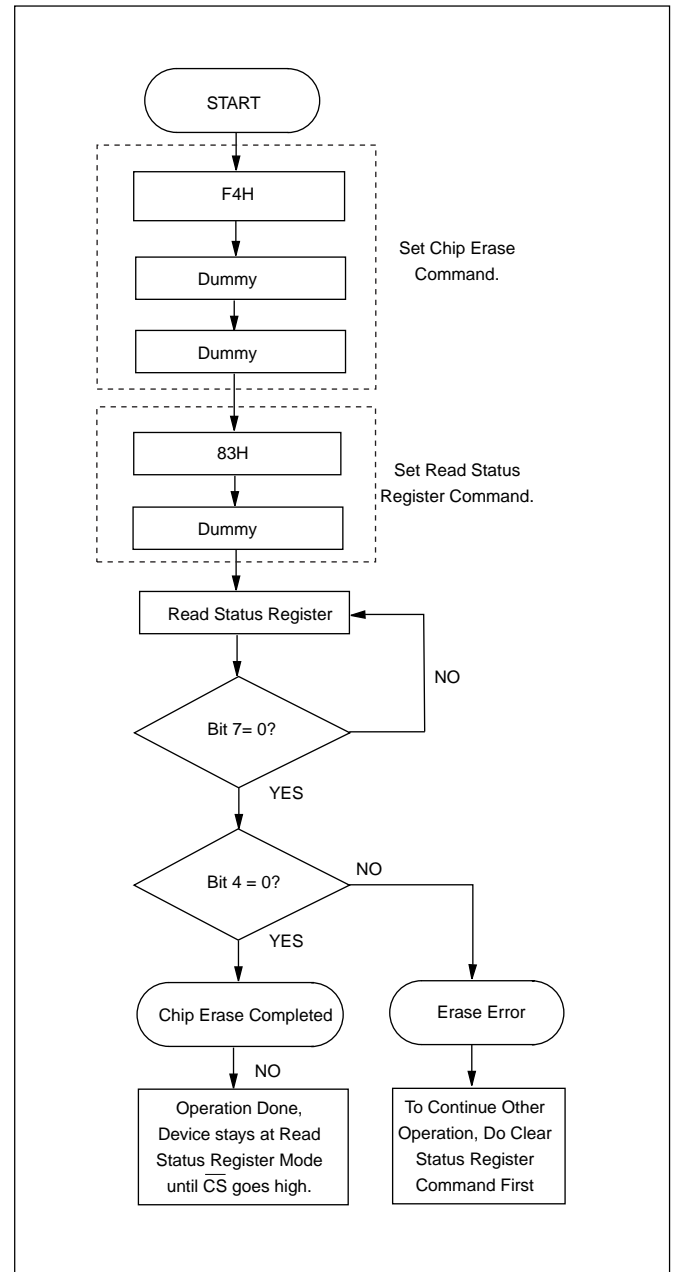 START
F4H
Dummy
Dummy
Set Chip Erase
Command.
83H
Dummy
Set Read Status
Register Command.
Read Status Register
NO
Bit 7= 0?
YES
Bit 4 = 0?
NO
YES
Chip Erase Completed
Erase Error
NO
Operation Done,
Device stays at Read
Status Register Mode
until C̅S̅ goes high.
To Continue Other
Operation, Do Clear
Status Register
Command First